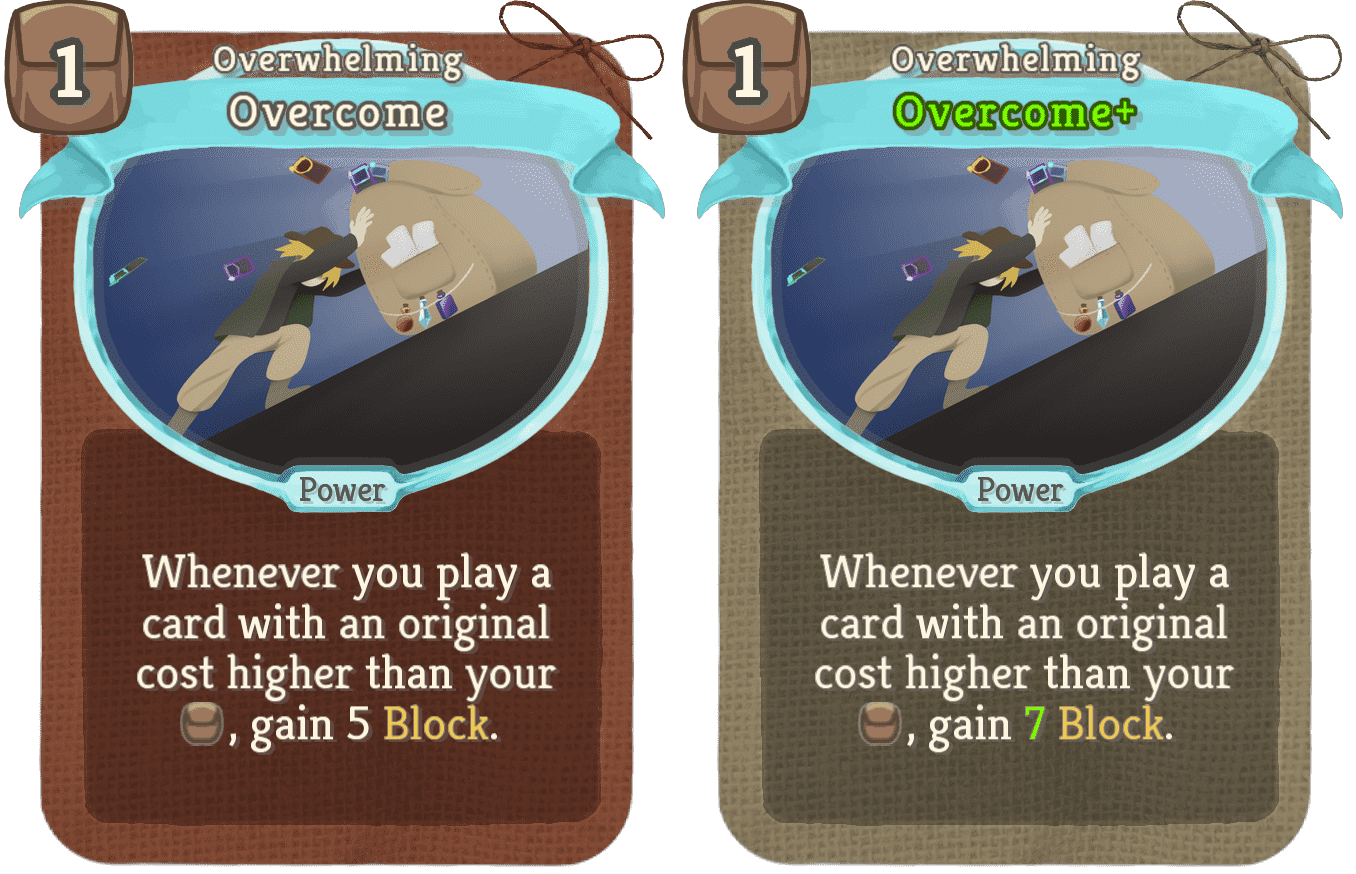 1
Overwhelming
Overcome
Power
Whenever you play a
card with an original
cost higher than your
, gain 5 Block.
1
Overwhelming
Overcome+
Power
Whenever you play a
card with an original
cost higher than your
, gain 7 Block.